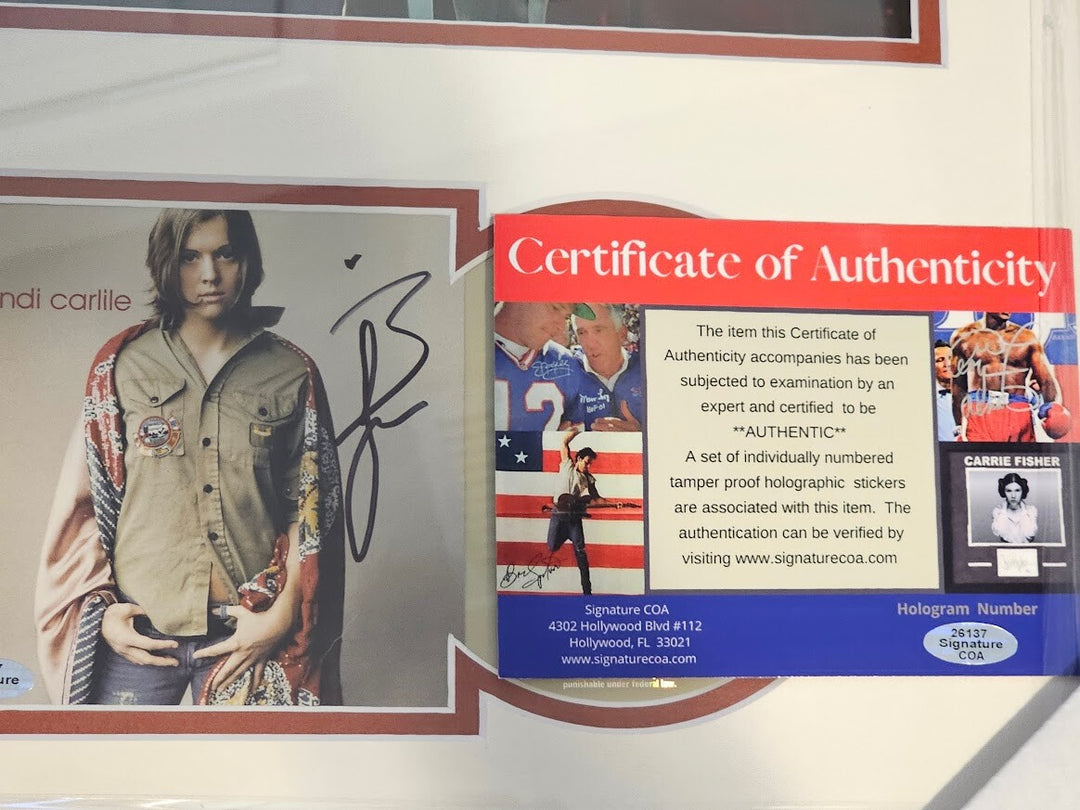 ndi carlile
Certificate of Authenticity
The item this Certificate of
Authenticity accompanies has been
subjected to examination by an
expert and certified to be
**AUTHENTIC**
A set of individually numbered
tamper proof holographic stickers
are associated with this item. The
authentication can be verified by
visiting www.signaturecoa.com
12
CARRIE FISHER
Signature COA
4302 Hollywood Blvd #112
Hollywood, FL 33021
www.signaturecoa.com
Hologram Number
26137
Signature
COA
ure
punishable under federal law.